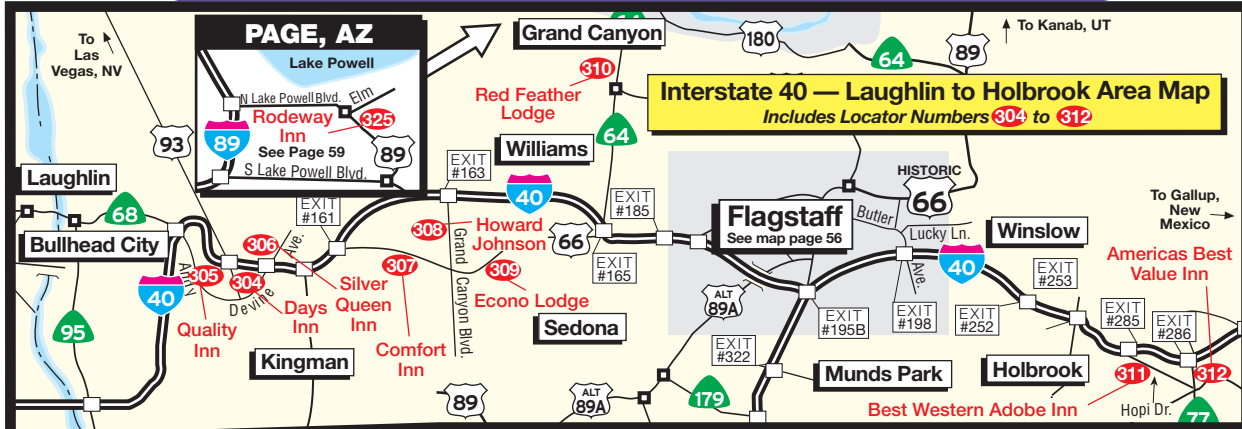 To
Las
Vegas, NV
PAGE, AZ
Lake Powell
N Lake Powell Blvd.
Elm
Rodeway
Inn
325
89
See Page 59
89
S Lake Powell Blvd.
Grand Canyon
64
180
89
To Kanab, UT
64
310
Red Feather
Lodge
64
Interstate 40 — Laughlin to Holbrook Area Map
Includes Locator Numbers 304 to 312
93
Laughlin
68
Bullhead City
EXIT
#161
EXIT
#163
Williams
40
EXIT
#185
HISTORIC
66
To Gallup,
New
Mexico
Flagstaff
See map page 56
Butler
Ave.
Lucky Ln.
Winslow
308
Howard
Johnson
66
EXIT
#165
306
Ave.
305
Andy
304
Devine
40
Quality
Inn
Days
Inn
Silver
Queen
Inn
307
Comfort
Inn
Grand Canyon Blvd.
309
Econo Lodge
Sedona
ALT
89A
40
EXIT
#253
Americas Best
Value Inn
EXIT
#195B
EXIT
#198
EXIT
#252
EXIT
#285
EXIT
#286
95
Kingman
EXIT
#322
Munds Park
Holbrook
311
312
89
ALT
89A
179
Best Western Adobe Inn
Hopi Dr.
77